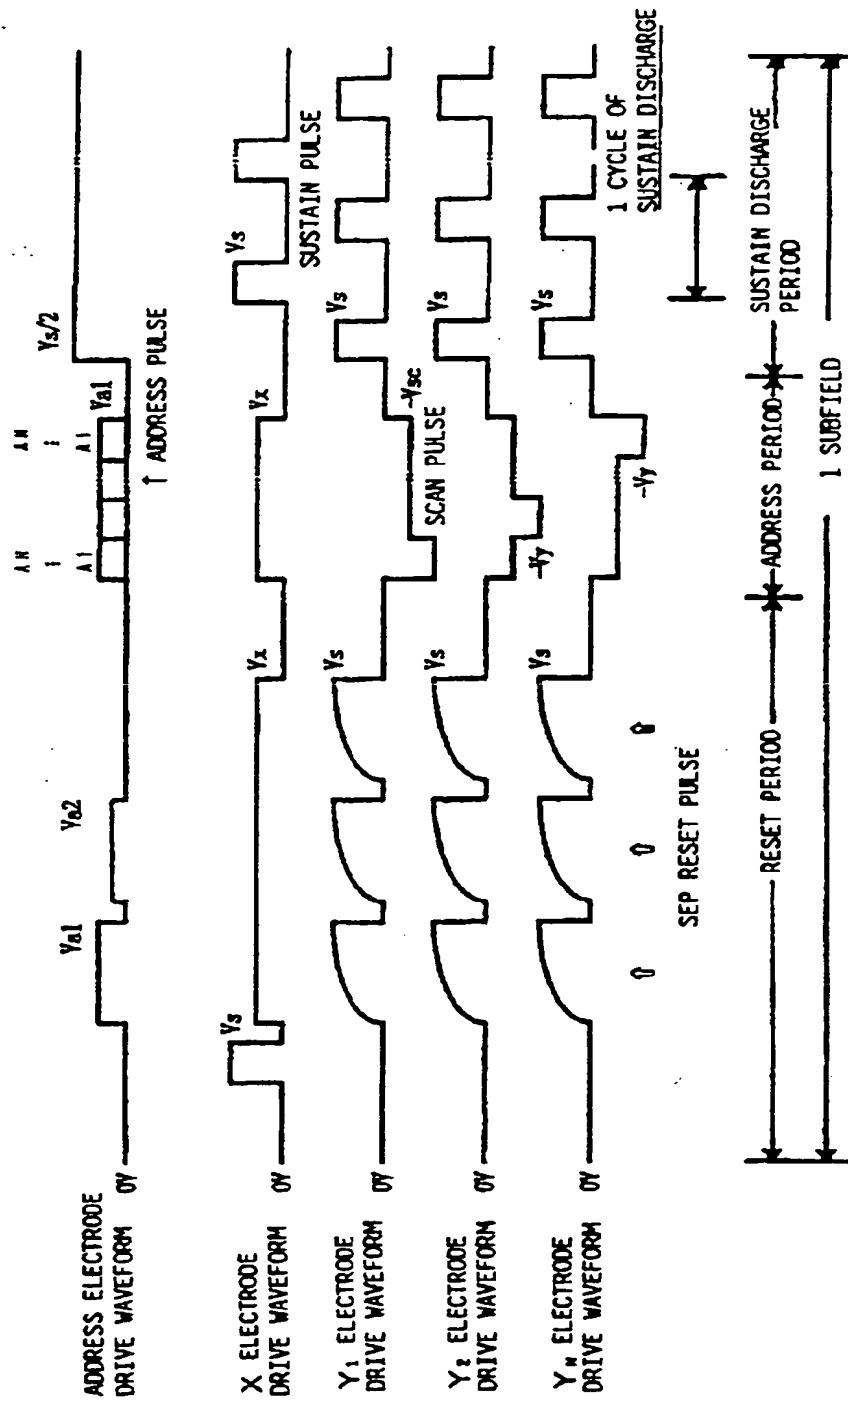 ADDRESS ELECTRODE
DRIVE WAVEFORM
0V
Va1
Va2
AN
⋮
A1
AN
⋮
A1
Va1
Vs/2
↑ ADDRESS PULSE
X ELECTRODE
DRIVE WAVEFORM
0V
Vs
Vx
Vx
Vs
SUSTAIN PULSE
Y1 ELECTRODE
DRIVE WAVEFORM
0V
Vs
-Vsc
SCAN PULSE
Vs
Y2 ELECTRODE
DRIVE WAVEFORM
0V
Vs
-Vy
Vs
YN ELECTRODE
DRIVE WAVEFORM
0V
Vs
-Vy
Vs
1 CYCLE OF
SUSTAIN DISCHARGE
⇧ ⇧ ⇧
SEP RESET PULSE
RESET PERIOD
ADDRESS PERIOD
SUSTAIN DISCHARGE
PERIOD
1 SUBFIELD